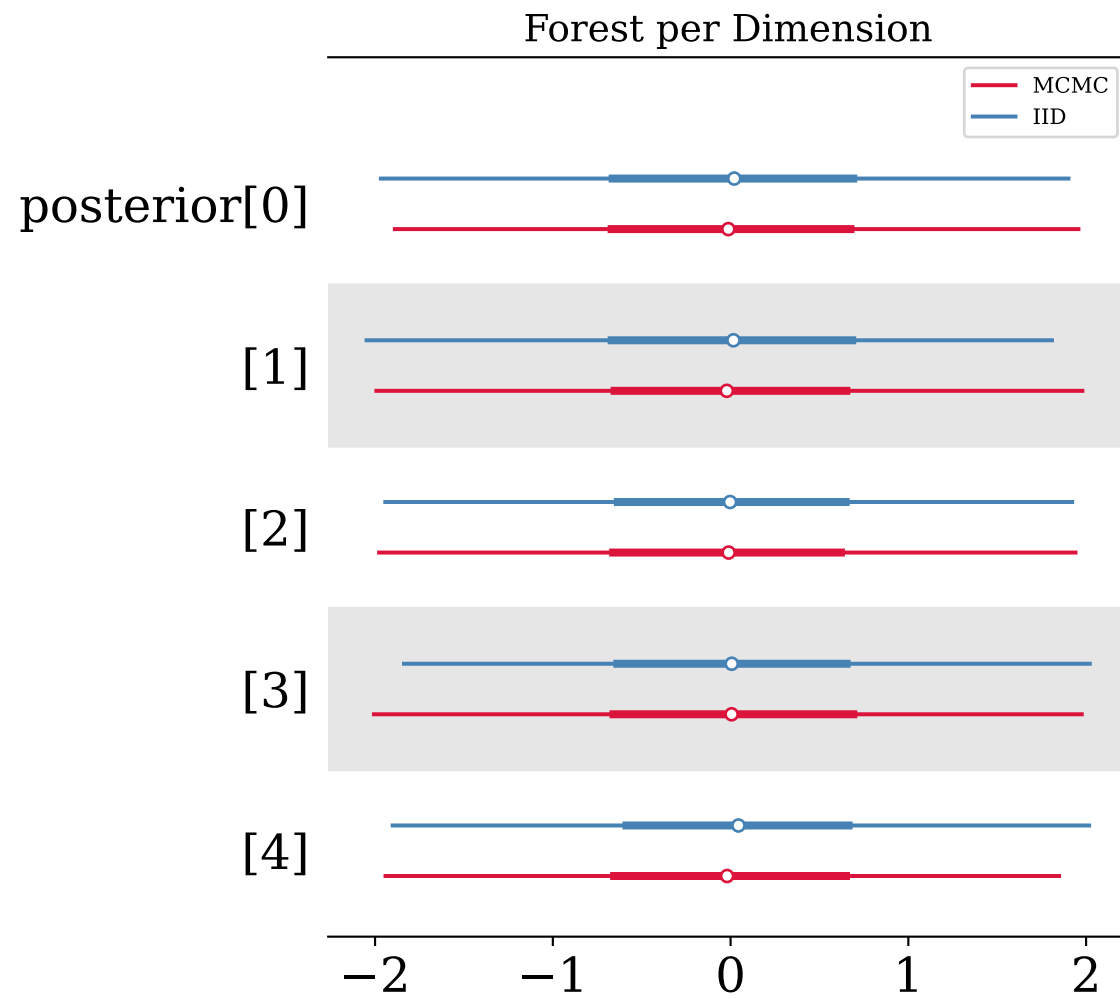 Forest per Dimension
MCMC
IID
posterior[0]
[1]
[2]
[3]
[4]
−2 −1 0 1 2